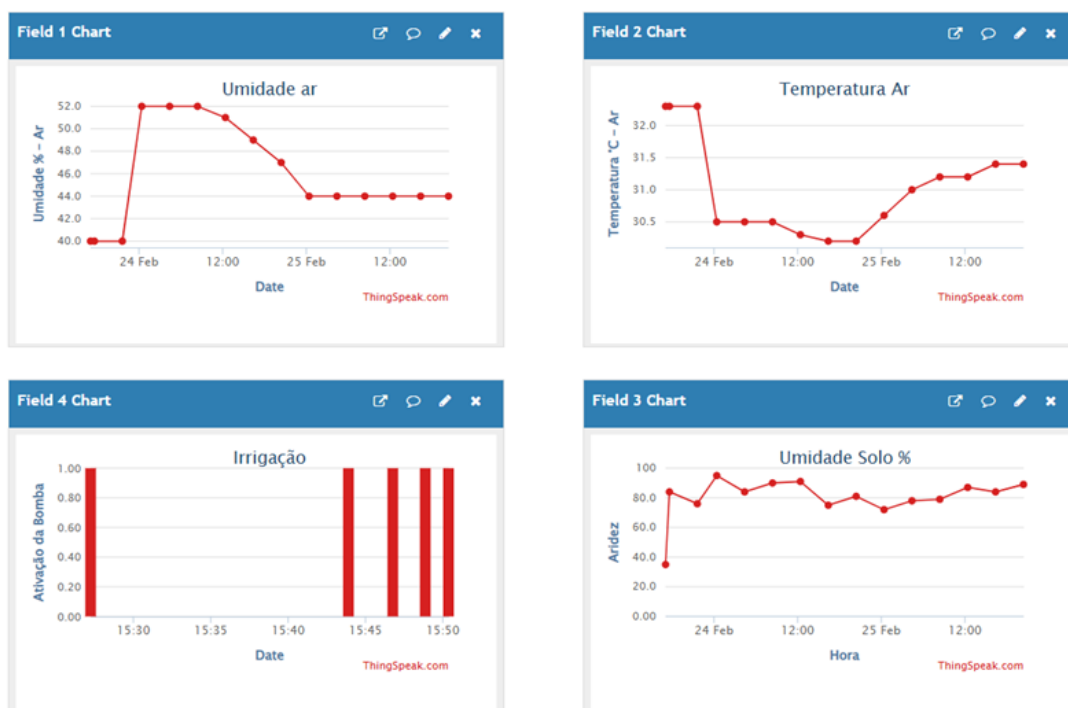 Field 1 Chart
Umidade ar
Umidade % - Ar
52.0
50.0
48.0
46.0
44.0
42.0
40.0
24 Feb 12:00 25 Feb 12:00
Date
ThingSpeak.com
Field 2 Chart
Temperatura Ar
Temperatura °C - Ar
32.0
31.5
31.0
30.5
24 Feb 12:00 25 Feb 12:00
Date
ThingSpeak.com
Field 4 Chart
Irrigação
Ativação da Bomba
1.00
0.80
0.60
0.40
0.20
0.00
15:30 15:35 15:40 15:45 15:50
Date
ThingSpeak.com
Field 3 Chart
Umidade Solo %
Aridez
100
80.0
60.0
40.0
20.0
0.00
24 Feb 12:00 25 Feb 12:00
Hora
ThingSpeak.com